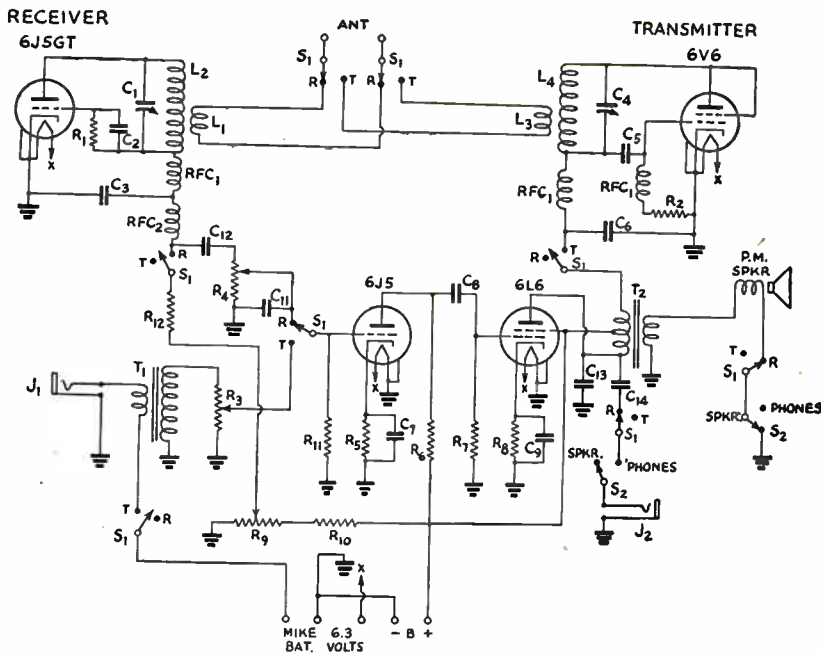 RECEIVER
6J5GT
ANT
TRANSMITTER
6V6
S1
S1
R
T
R
T
L2
C1
R1
C2
L1
L3
L4
C4
C5
X
X
RFC1
C3
RFC2
RFC1
RFC1
R2
C6
C12
T
R
S1
R4
C11
R12
R
S1
T
6J5
C8
6L6
T
R
S1
T2
P.M.
SPKR
J1
T1
R3
X
X
C13
C14
R
T
S1
T
R
S1
SPKR.
PHONES
S2
R11
R5
C7
R6
R7
R8
C9
SPKR.
PHONES
S2
J2
T
R
S1
R9
R10
X
MIKE
BAT.
6.3
VOLTS
- B +